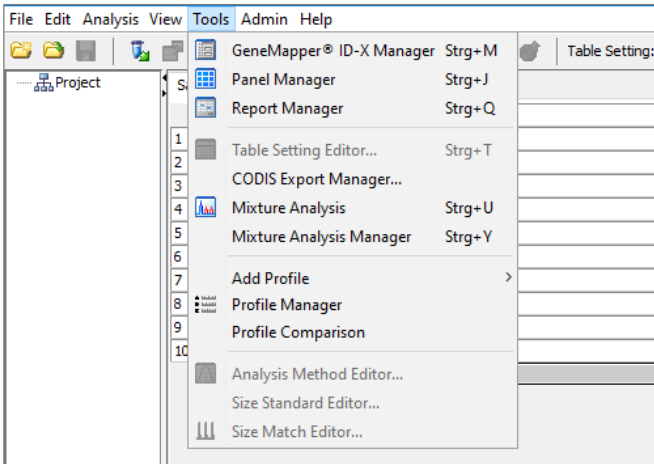 File Edit Analysis View Tools Admin Help
Table Setting:
Project
GeneMapper® ID-X Manager Strg+M
Panel Manager Strg+J
Report Manager Strg+Q
1
Table Setting Editor... Strg+T
2
CODIS Export Manager...
3
4 Mixture Analysis Strg+U
5 Mixture Analysis Manager Strg+Y
6
7 Add Profile
8 Profile Manager
9 Profile Comparison
10
Analysis Method Editor...
Size Standard Editor...
Size Match Editor...